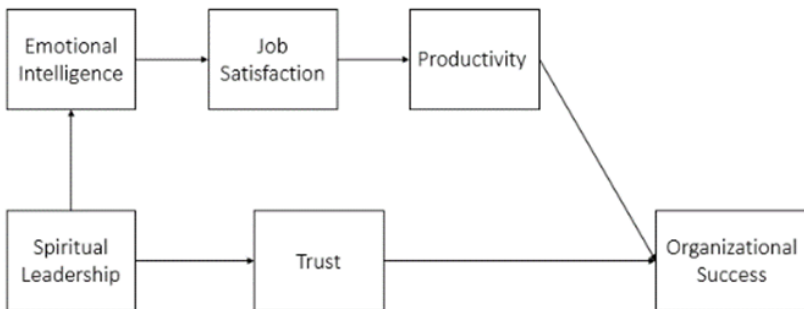 Emotional
Intelligence
Job
Satisfaction
Productivity
Spiritual
Leadership
Trust
Organizational
Success